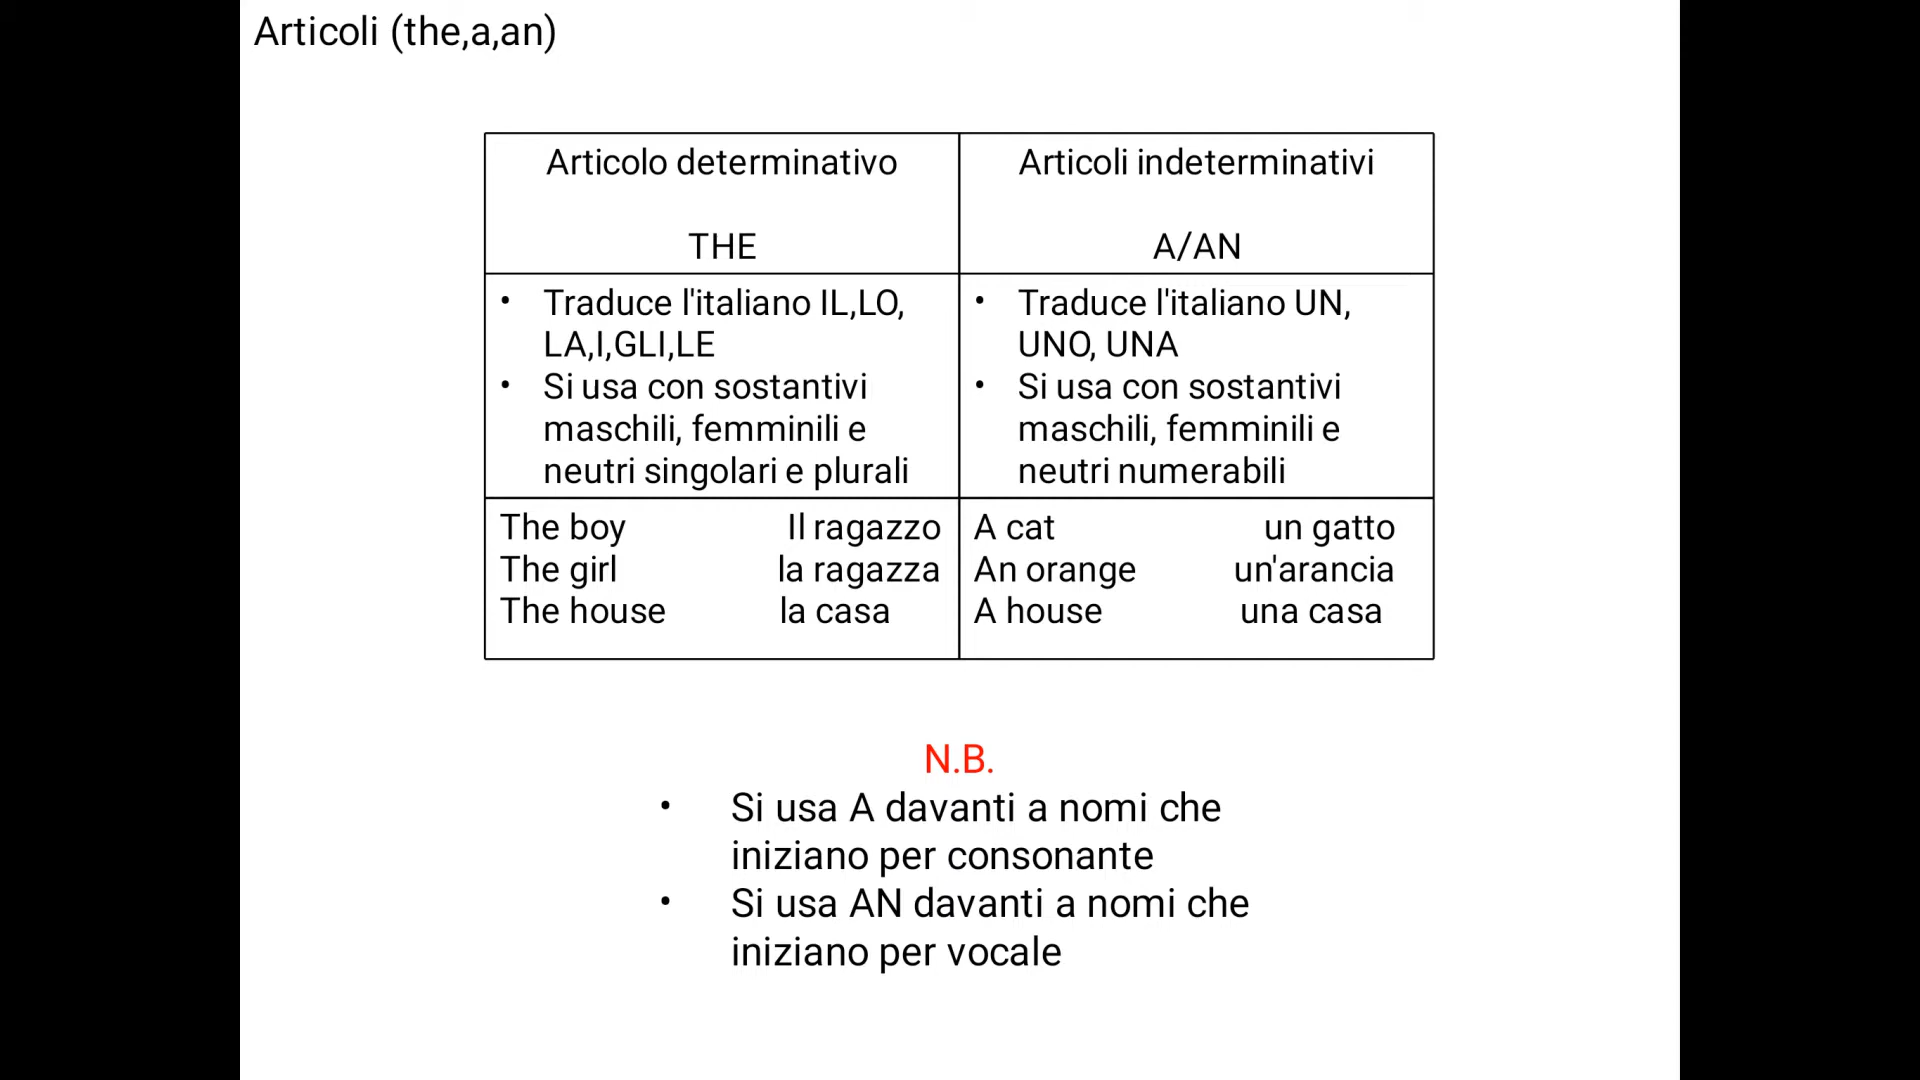 Articoli (the,a,an)
Articolo determinativo
THE
Articoli indeterminativi
A/AN
• Traduce l'italiano IL,LO,
LA,I,GLI,LE
• Si usa con sostantivi
maschili, femminili e
neutri singolari e plurali
• Traduce l'italiano UN,
UNO, UNA
• Si usa con sostantivi
maschili, femminili e
neutri numerabili
The boy Il ragazzo
The girl la ragazza
The house la casa
A cat un gatto
An orange un'arancia
A house una casa
N.B.
• Si usa A davanti a nomi che
iniziano per consonante
• Si usa AN davanti a nomi che
iniziano per vocale